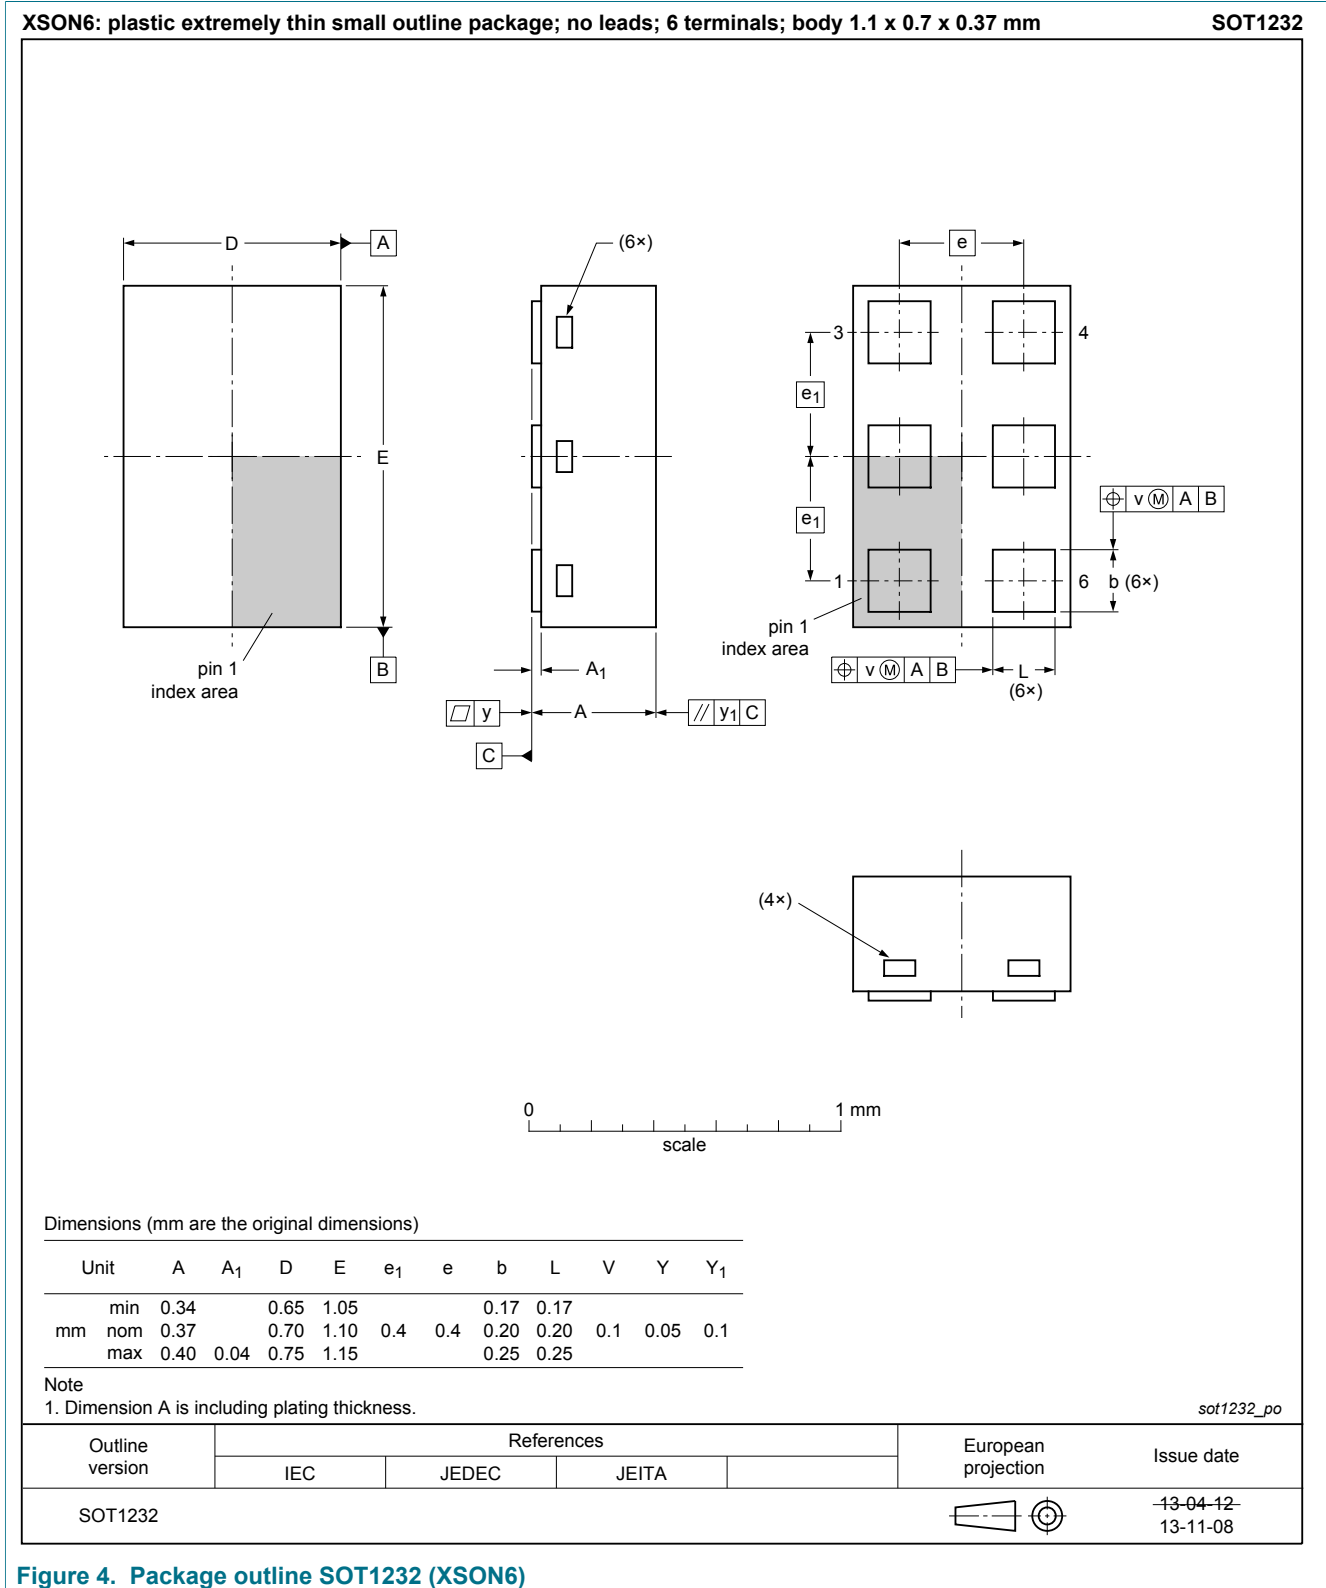 XSON6: plastic extremely thin small outline package; no leads; 6 terminals; body 1.1 x 0.7 x 0.37 mm SOT1232
D A
(6×)
e
3 4
e1
E
v M A B
e1
1 6 b (6×)
pin 1
index area
pin 1
index area
B
A1
v M A B L
(6×)
y A // y1 C
C
(4×)
0 1 mm
scale
Dimensions (mm are the original dimensions)
Unit A A1 D E e1 e b L V Y Y1
min 0.34 0.65 1.05 0.17 0.17
mm nom 0.37 0.70 1.10 0.4 0.4 0.20 0.20 0.1 0.05 0.1
max 0.40 0.04 0.75 1.15 0.25 0.25
Note
1. Dimension A is including plating thickness.
sot1232_po
Outline
version
References
IEC JEDEC JEITA
European
projection
Issue date
SOT1232
13-04-12
13-11-08
Figure 4. Package outline SOT1232 (XSON6)